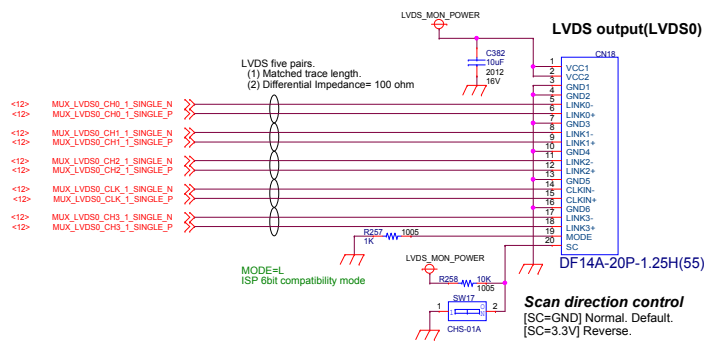 LVDS_MON_POWER
LVDS output(LVDS0)
CN18
C382
10uF
2012
16V
LVDS five pairs.
(1) Matched trace length.
(2) Differential Impedance= 100 ohm
1 VCC1
2 VCC2
3 GND1
4 GND2
<12> MUX_LVDS0_CH0_1_SINGLE_N 5 LINK0-
<12> MUX_LVDS0_CH0_1_SINGLE_P 6 LINK0+
7 GND3
<12> MUX_LVDS0_CH1_1_SINGLE_N 8 LINK1-
<12> MUX_LVDS0_CH1_1_SINGLE_P 9 LINK1+
10 GND4
<12> MUX_LVDS0_CH2_1_SINGLE_N 11 LINK2-
<12> MUX_LVDS0_CH2_1_SINGLE_P 12 LINK2+
13 GND5
<12> MUX_LVDS0_CLK_1_SINGLE_N 14 CLKIN-
<12> MUX_LVDS0_CLK_1_SINGLE_P 15 CLKIN+
16 GND6
<12> MUX_LVDS0_CH3_1_SINGLE_N 17 LINK3-
<12> MUX_LVDS0_CH3_1_SINGLE_P 18 LINK3+
R257 1005 19 MODE
1K
20 SC
DF14A-20P-1.25H(55)
LVDS_MON_POWER
MODE=L
ISP 6bit compatibility mode
R258 10K
1005
SW17
1 1 ON 2
CHS-01A
Scan direction control
[SC=GND] Normal. Default.
[SC=3.3V] Reverse.